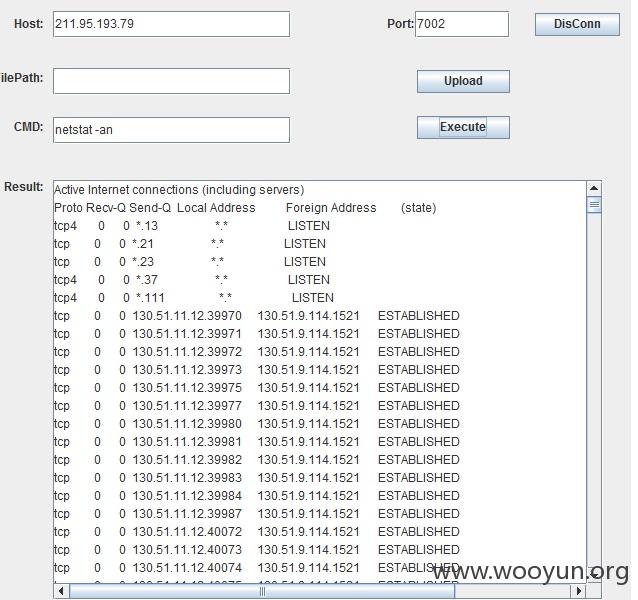 Host: 211.95.193.79 Port: 7002 DisConn
ilePath: Upload
CMD: netstat -an Execute
Result: Active Internet connections (including servers)
Proto Recv-Q Send-Q Local Address Foreign Address (state)
tcp4 0 0 *.13 *.* LISTEN
tcp 0 0 *.21 *.* LISTEN
tcp 0 0 *.23 *.* LISTEN
tcp4 0 0 *.37 *.* LISTEN
tcp4 0 0 *.111 *.* LISTEN
tcp 0 0 130.51.11.12.39970 130.51.9.114.1521 ESTABLISHED
tcp 0 0 130.51.11.12.39971 130.51.9.114.1521 ESTABLISHED
tcp 0 0 130.51.11.12.39972 130.51.9.114.1521 ESTABLISHED
tcp 0 0 130.51.11.12.39973 130.51.9.114.1521 ESTABLISHED
tcp 0 0 130.51.11.12.39975 130.51.9.114.1521 ESTABLISHED
tcp 0 0 130.51.11.12.39977 130.51.9.114.1521 ESTABLISHED
tcp 0 0 130.51.11.12.39980 130.51.9.114.1521 ESTABLISHED
tcp 0 0 130.51.11.12.39981 130.51.9.114.1521 ESTABLISHED
tcp 0 0 130.51.11.12.39982 130.51.9.114.1521 ESTABLISHED
tcp 0 0 130.51.11.12.39983 130.51.9.114.1521 ESTABLISHED
tcp 0 0 130.51.11.12.39984 130.51.9.114.1521 ESTABLISHED
tcp 0 0 130.51.11.12.39987 130.51.9.114.1521 ESTABLISHED
tcp 0 0 130.51.11.12.40072 130.51.9.114.1521 ESTABLISHED
tcp 0 0 130.51.11.12.40073 130.51.9.114.1521 ESTABLISHED
tcp 0 0 130.51.11.12.40074 130.51.9.114.1521 ESTABLISHED
www.wooyun.org